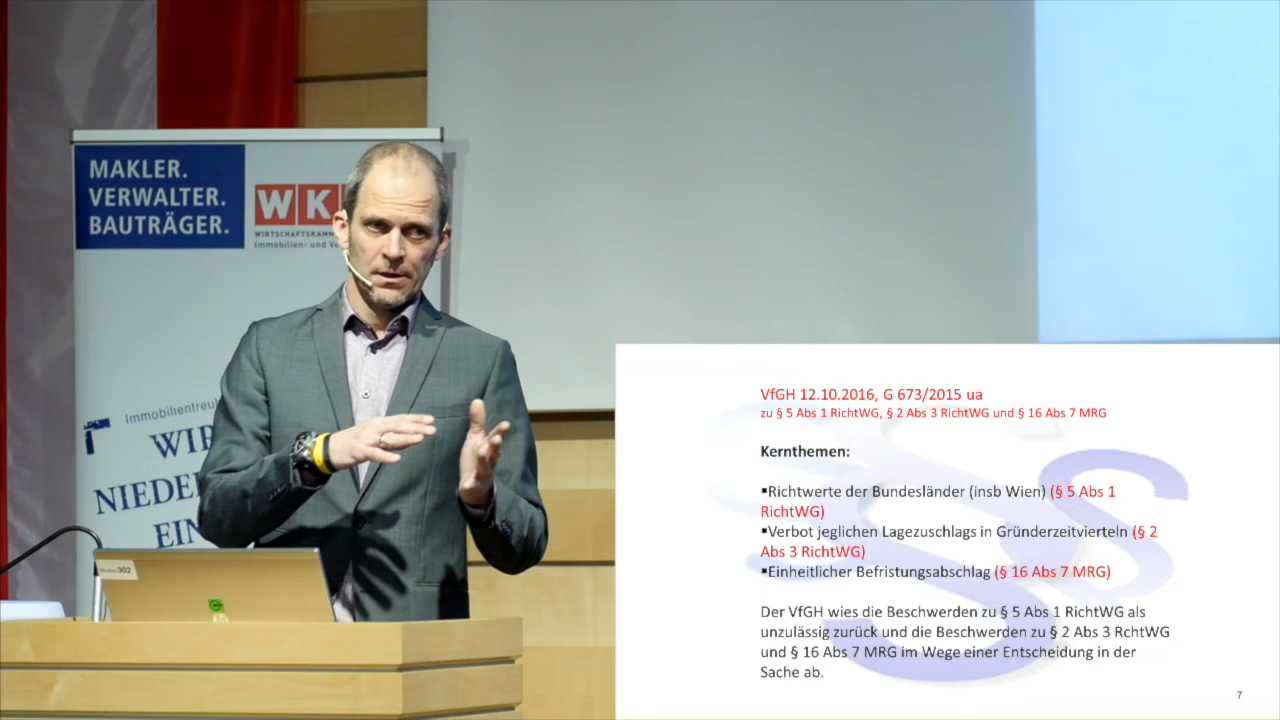 MAKLER.
VERWALTER.
BAUTRÄGER.
WK
WIRTSCHAFTSKAMM
Immobilien- und
Immobilientreu
WIR
NIEDE
EIN
302
VfGH 12.10.2016, G 673/2015 ua
zu § 5 Abs 1 RichtWG, § 2 Abs 3 RichtWG und § 16 Abs 7 MRG
Kernthemen:
▪Richtwerte der Bundesländer (insb Wien) (§ 5 Abs 1
RichtWG)
▪Verbot jeglichen Lagezuschlags in Gründerzeitvierteln (§ 2
Abs 3 RichtWG)
▪Einheitlicher Befristungsabschlag (§ 16 Abs 7 MRG)
Der VfGH wies die Beschwerden zu § 5 Abs 1 RichtWG als
unzulässig zurück und die Beschwerden zu § 2 Abs 3 RchtWG
und § 16 Abs 7 MRG im Wege einer Entscheidung in der
Sache ab.
7